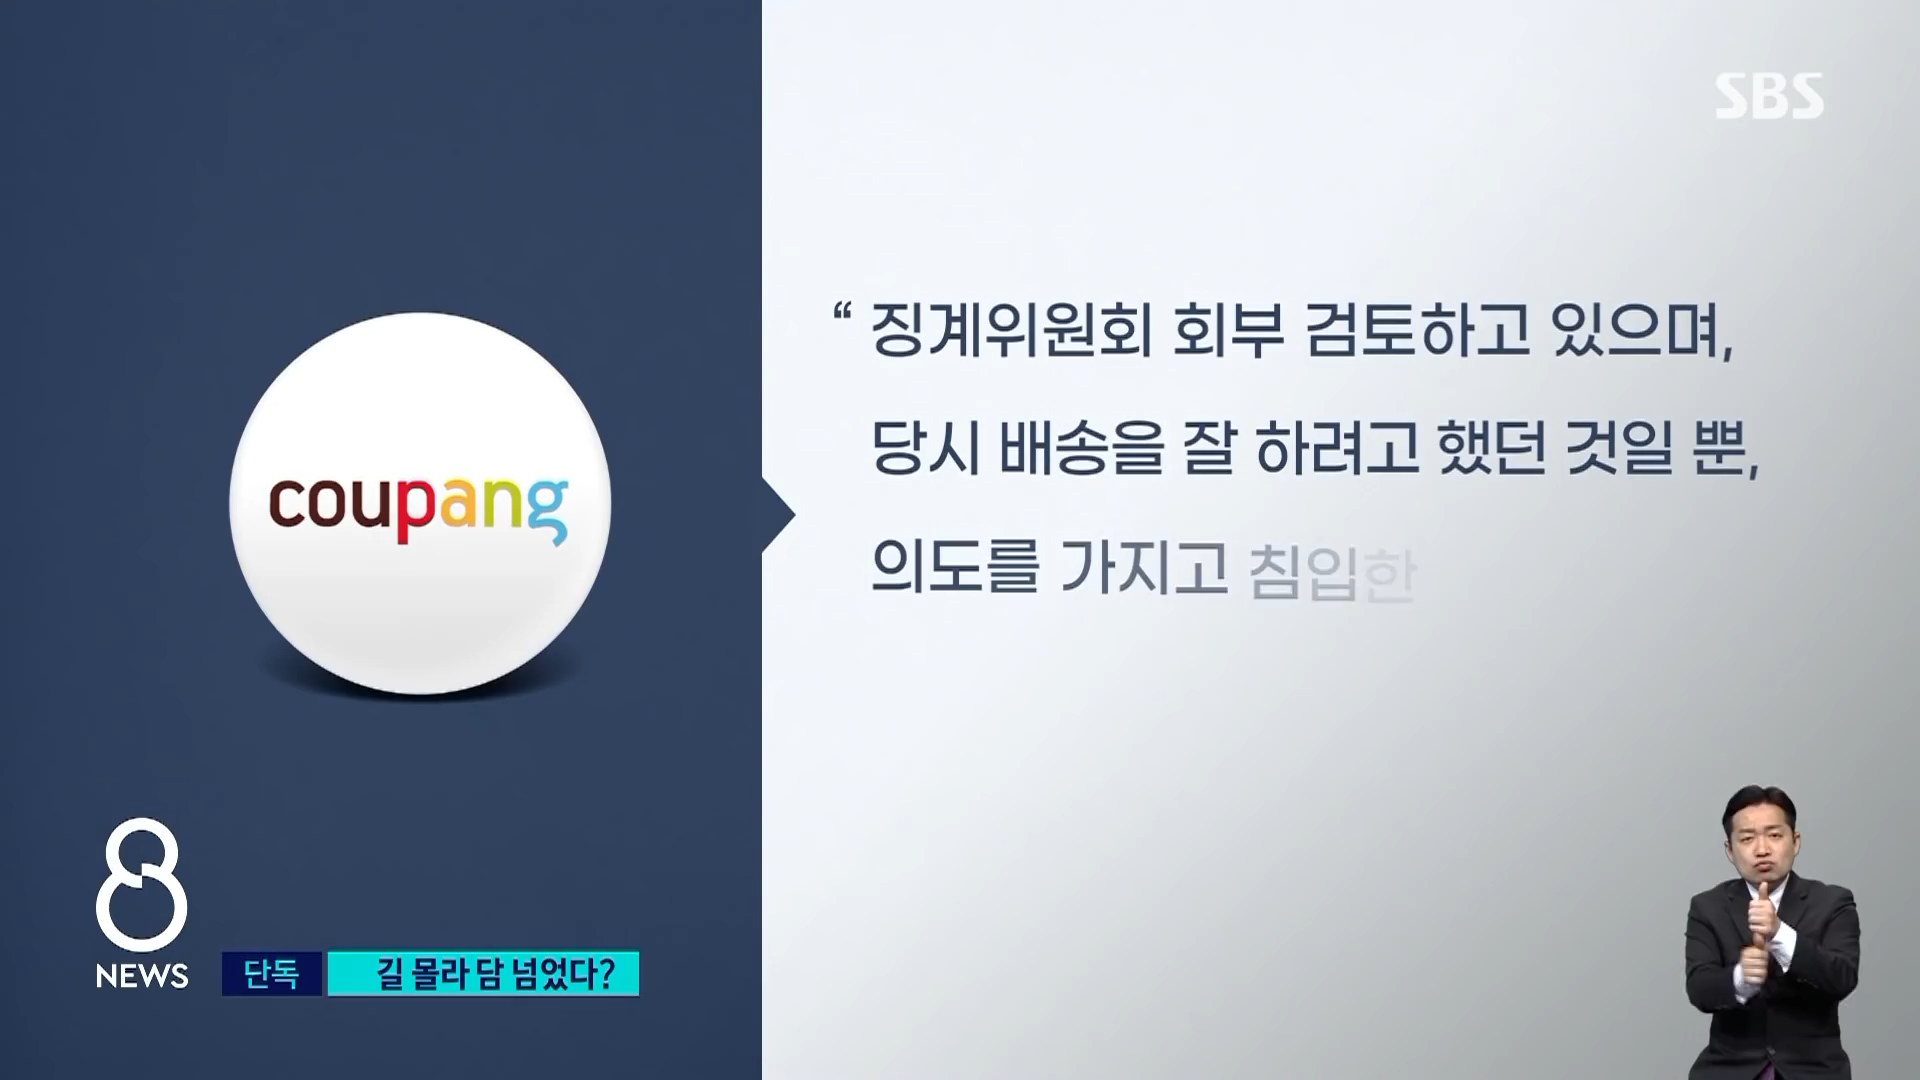 SBS
“ 징계위원회 회부 검토하고 있으며,
당시 배송을 잘 하려고 했던 것일 뿐,
의도를 가지고 침입한
coupang
8
NEWS
단독 길 몰라 담 넘었다?